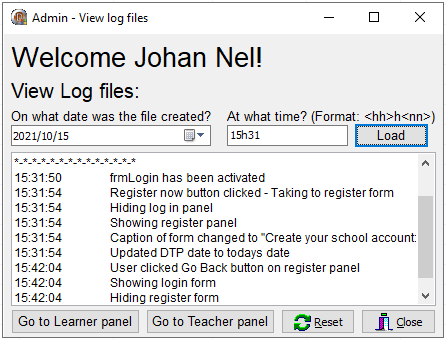 Admin - View log files
Welcome Johan Nel!
View Log files:
On what date was the file created? At what time? (Format: <hh>h<nn>)
2021/10/15 15h31 Load
*-*-*-*-*-*-*-*-*-*-*-*-*-*
15:31:50 frmLogin has been activated
15:31:54 Register now button clicked - Taking to register form
15:31:54 Hiding log in panel
15:31:54 Showing register panel
15:31:54 Caption of form changed to "Create your school account:
15:31:54 Updated DTP date to todays date
15:42:04 User clicked Go Back button on register panel
15:42:04 Showing login form
15:42:04 Hiding register form
Go to Learner panel Go to Teacher panel Reset Close